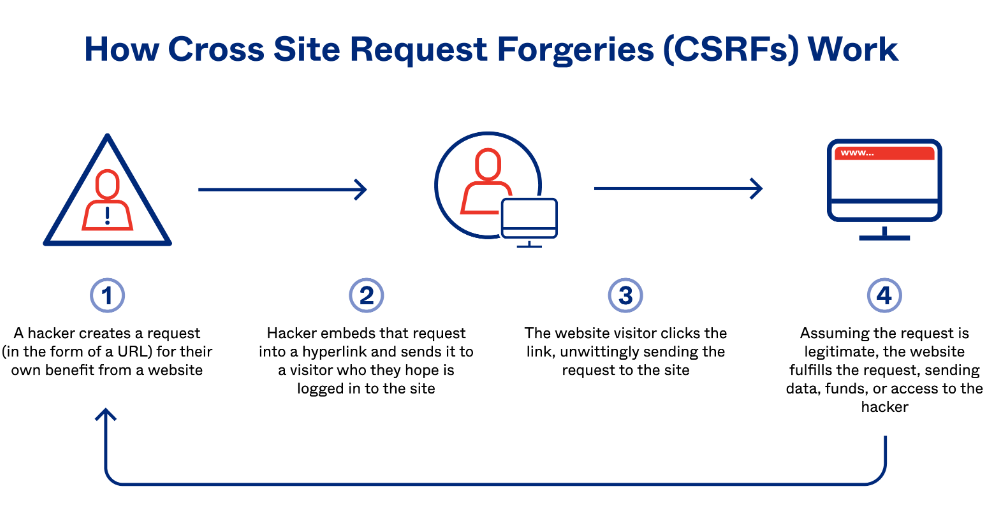 How Cross Site Request Forgeries (CSRFs) Work
!
www...
1
A hacker creates a request
(in the form of a URL) for their
own benefit from a website
2
Hacker embeds that request
into a hyperlink and sends it to
a visitor who they hope is
logged in to the site
3
The website visitor clicks the
link, unwittingly sending the
request to the site
4
Assuming the request is
legitimate, the website
fulfills the request, sending
data, funds, or access to the
hacker